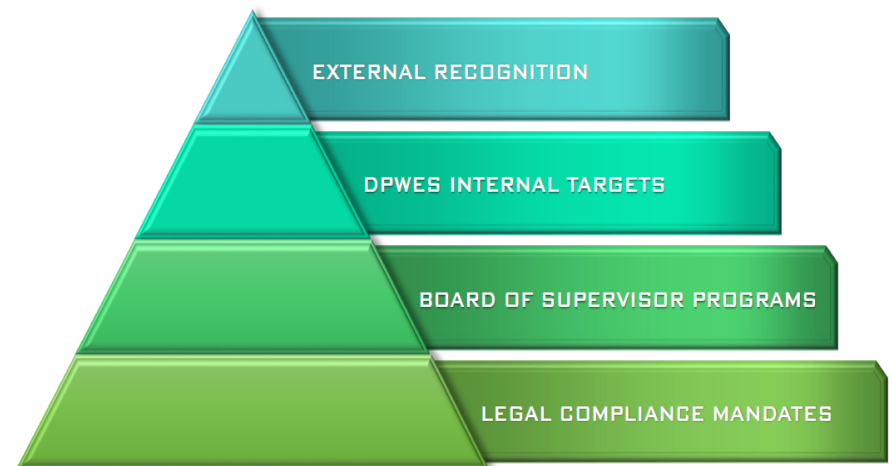 EXTERNAL RECOGNITION
DPWES INTERNAL TARGETS
BOARD OF SUPERVISOR PROGRAMS
LEGAL COMPLIANCE MANDATES